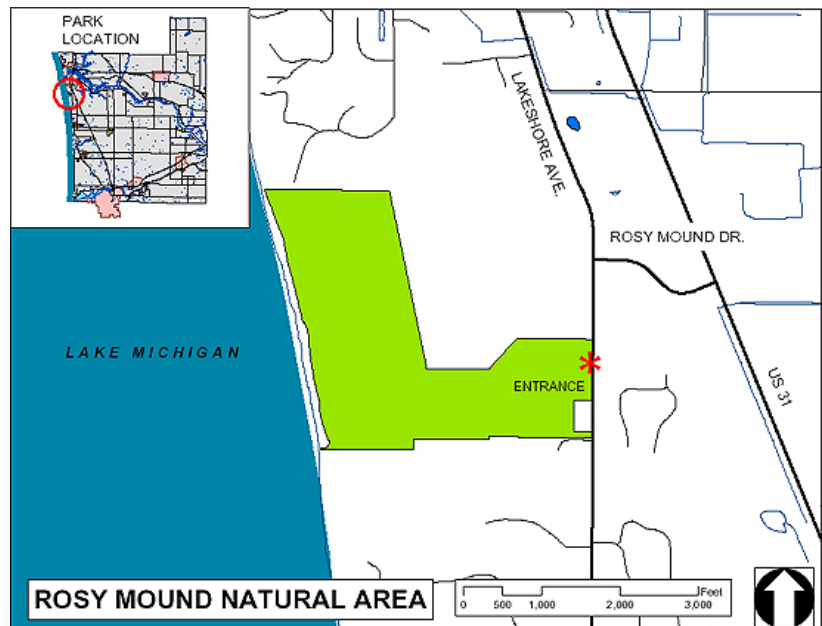 PARK
LOCATION
LAKESHORE AVE.
ROSY MOUND DR.
LAKE MICHIGAN
*
ENTRANCE
US 31
ROSY MOUND NATURAL AREA
Feet
0 500 1,000 2,000 3,000